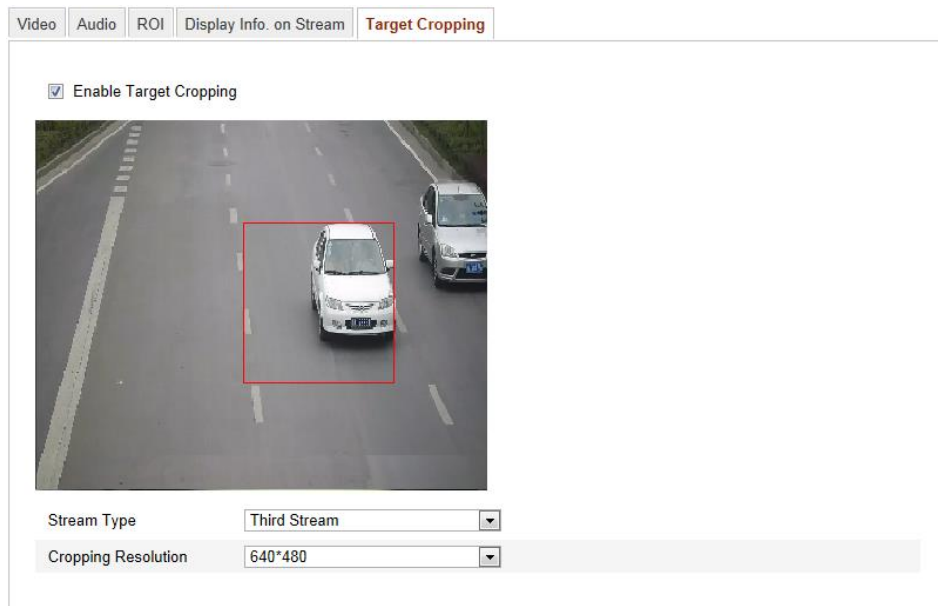 Video Audio ROI Display Info. on Stream Target Cropping
Enable Target Cropping
Stream Type Third Stream
Cropping Resolution 640*480